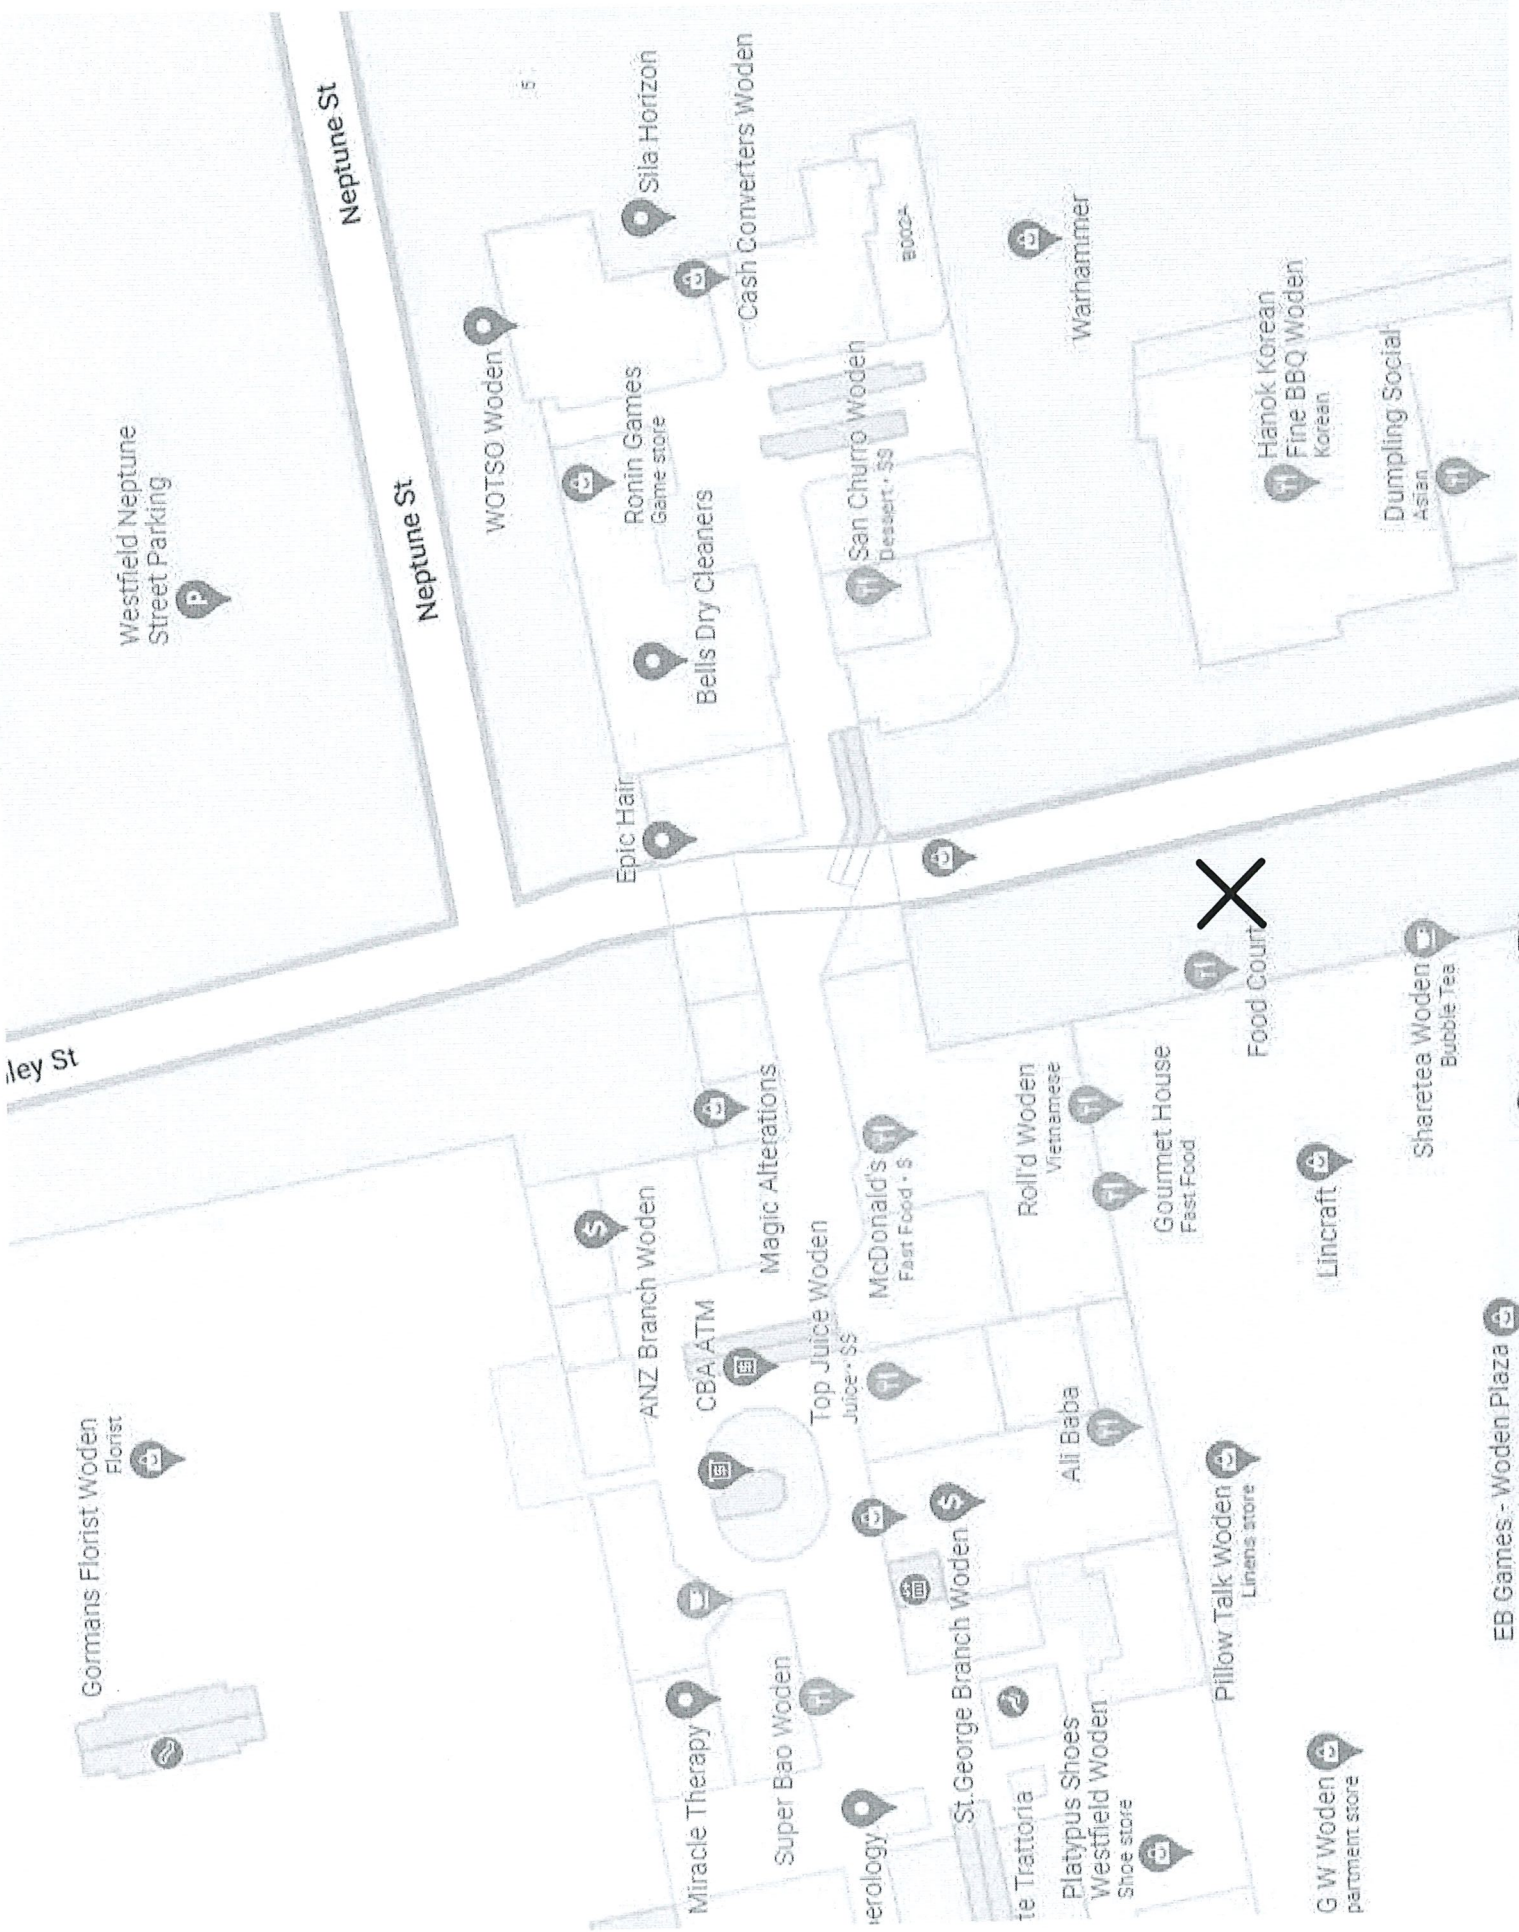 ley St
Gormans Florist Woden
Florist
Westfield Neptune
Street Parking
P
Neptune St
Neptune St
WOTSO Woden
5
Epic Hair
Ronin Games
Game store
Sila Horizon
ANZ Branch Woden
$
Miracle Therapy
CBA ATM
Bells Dry Cleaners
Cash Converters Woden
Magic Alterations
Super Bao Woden
Top Juice Woden
Juice · $$
San Churro Woden
Dessert · $$
McDonald's
Fast Food · $
erology
B002A
St.George Branch Woden
$
te Trattoria
Roll'd Woden
Vietnamese
Ali Baba
Platypus Shoes
Westfield Woden
Shoe store
Warhammer
Gourmet House
Fast Food
Pillow Talk Woden
Linens store
Food Court
Hanok Korean
Fine BBQ Woden
Korean
G W Woden
partment store
Lincraft
Dumpling Social
Asian
Sharetea Woden
Bubble Tea
EB Games - Woden Plaza